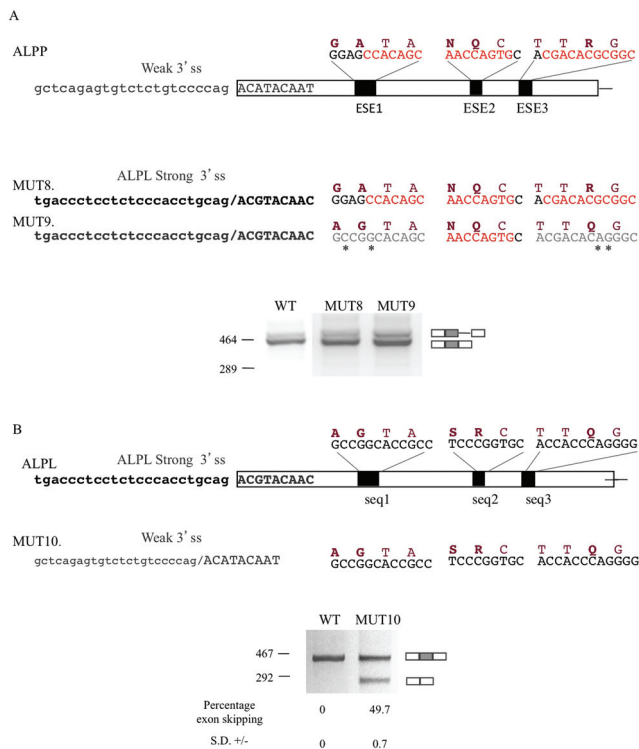 A
G A T A N Q C T T R G
ALPP GGAGCCACAGC AACCAGTGC ACGACACGCGGC
Weak 3' ss
gctcagagtgtctctgtccccag ACATACAAT
ESE1 ESE2 ESE3
ALPL Strong 3' ss
MUT8. G A T A N Q C T T R G
tgaccctcctctcccacctgcag/ACGTACAAC GGAGCCACAGC AACCAGTGC ACGACACGCGGC
MUT9. A G T A N Q C T T Q G
tgaccctcctctcccacctgcag/ACGTACAAC GCCGGCACAGC AACCAGTGC ACGACACAGGGC
* * * *
WT MUT8 MUT9
464
289
B
A G T A S R C T T Q G
GCCGGCACCGCC TCCCGGTGC ACCACCCAGGGG
ALPL ALPL Strong 3' ss
tgaccctcctctcccacctgcag ACGTACAAC
seq1 seq2 seq3
MUT10. Weak 3' ss A G T A S R C T T Q G
gctcagagtgtctctgtccccag/ACATACAAT GCCGGCACCGCC TCCCGGTGC ACCACCCAGGGG
WT MUT10
467
292
Percentage
exon skipping 0 49.7
S.D. +/- 0 0.7